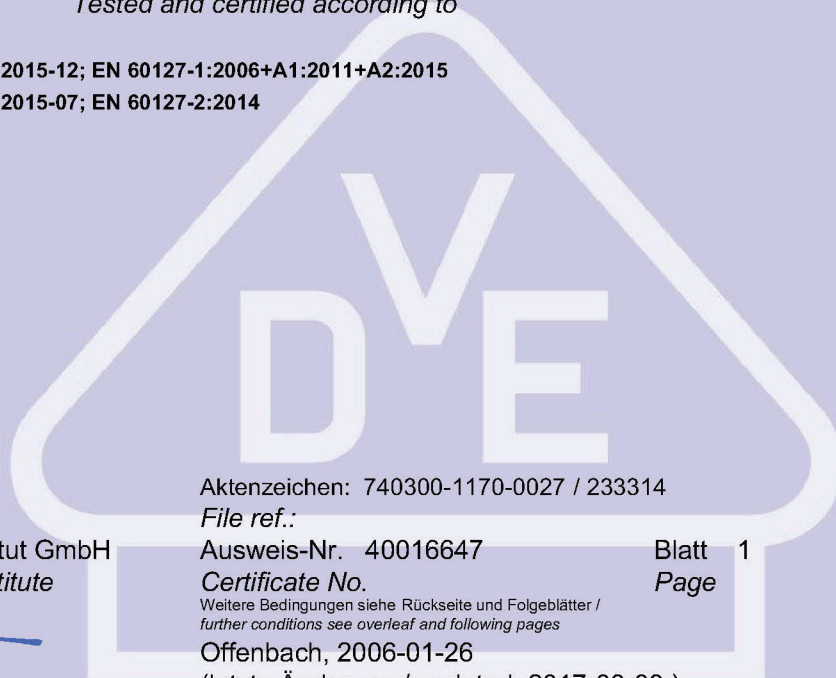 Tested and certified according to
2015-12; EN 60127-1:2006+A1:2011+A2:2015
2015-07; EN 60127-2:2014
VDE
Aktenzeichen: 740300-1170-0027 / 233314
File ref.:
tut GmbH Ausweis-Nr. 40016647 Blatt 1
titute Certificate No. Page
Weitere Bedingungen siehe Rückseite und Folgeblätter /
further conditions see overleaf and following pages
Offenbach, 2006-01-26